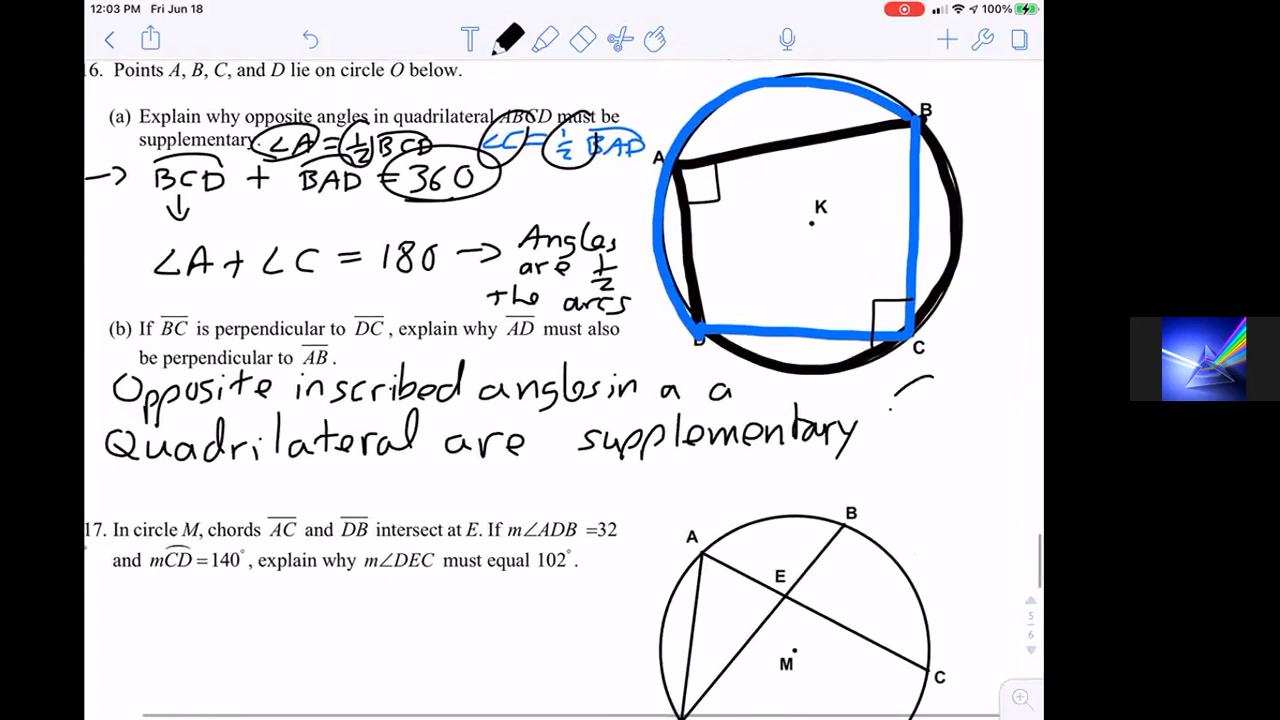 12:03 PM Fri Jun 18
100%
T
16. Points A, B, C, and D lie on circle O below.
(a) Explain why opposite angles in quadrilateral ABCD must be
supplementary. ∠A = 1/2 BCD ∠C = 1/2 BAD
→ BCD + BAD = 360
∠A + ∠C = 180 → Angles
are 1/2
the arcs
(b) If BC is perpendicular to DC, explain why AD must also
be perpendicular to AB.
Opposite inscribed angles in a a
Quadrilateral are supplementary
A
B
K
D
C
17. In circle M, chords AC and DB intersect at E. If m∠ADB =32
and mCD = 140°, explain why m∠DEC must equal 102°.
A
B
E
M
C
5
6